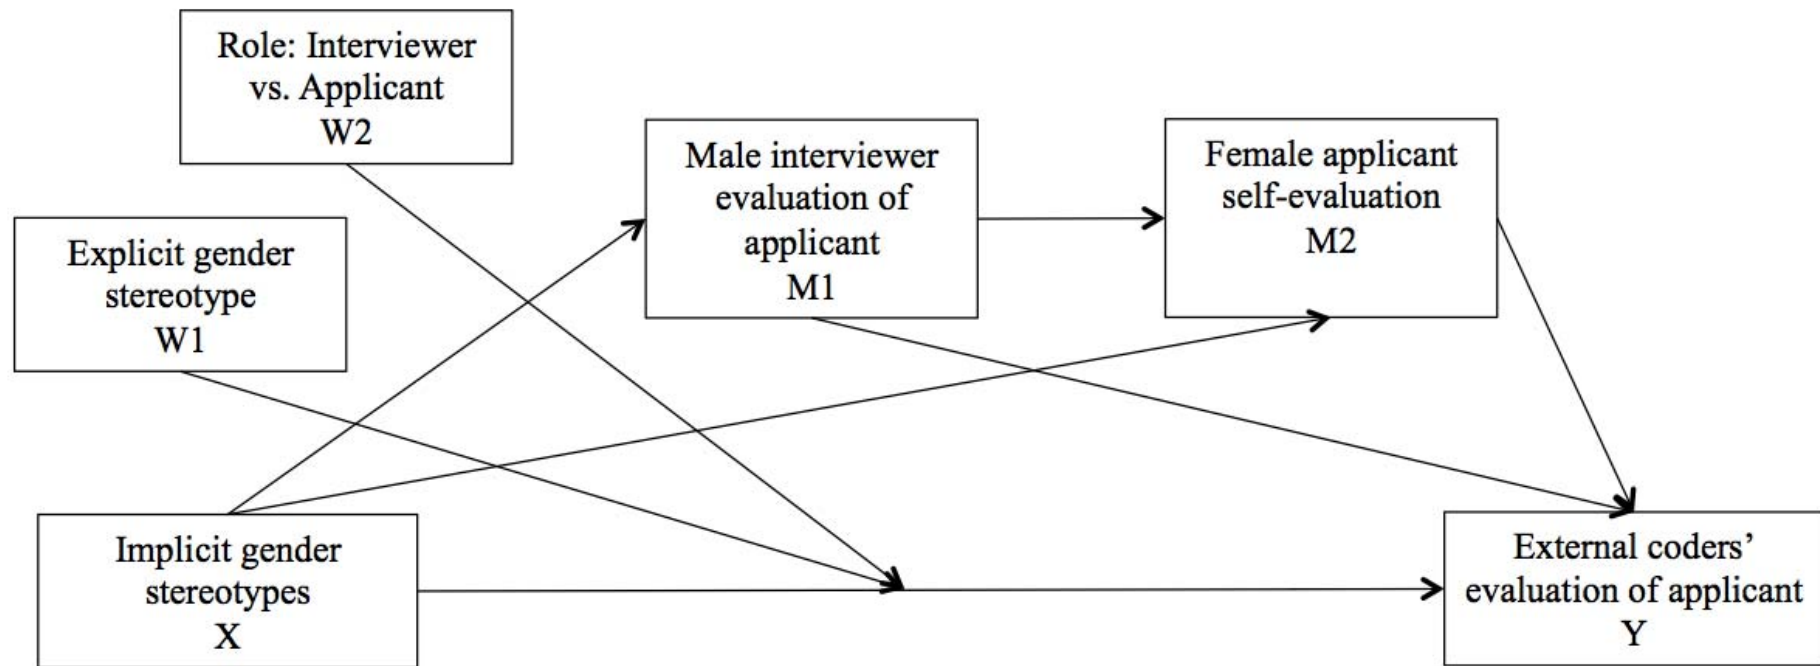 Role: Interviewer
vs. Applicant
W2
Explicit gender
stereotype
W1
Male interviewer
evaluation of
applicant
M1
Female applicant
self-evaluation
M2
Implicit gender
stereotypes
X
External coders’
evaluation of applicant
Y